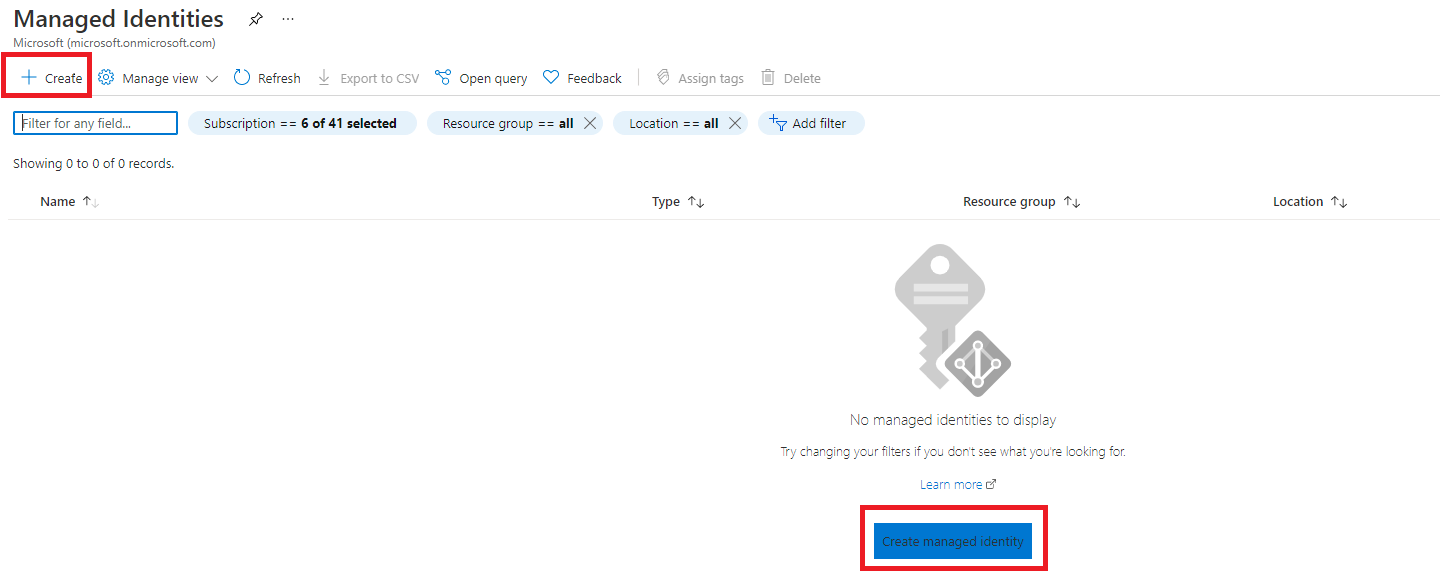 Managed Identities ...
Microsoft (microsoft.onmicrosoft.com)
+ Create Manage view Refresh Export to CSV Open query Feedback Assign tags Delete
Filter for any field... Subscription == 6 of 41 selected Resource group == all Location == all Add filter
Showing 0 to 0 of 0 records.
Name Type Resource group Location
No managed identities to display
Try changing your filters if you don't see what you're looking for.
Learn more
Create managed identity